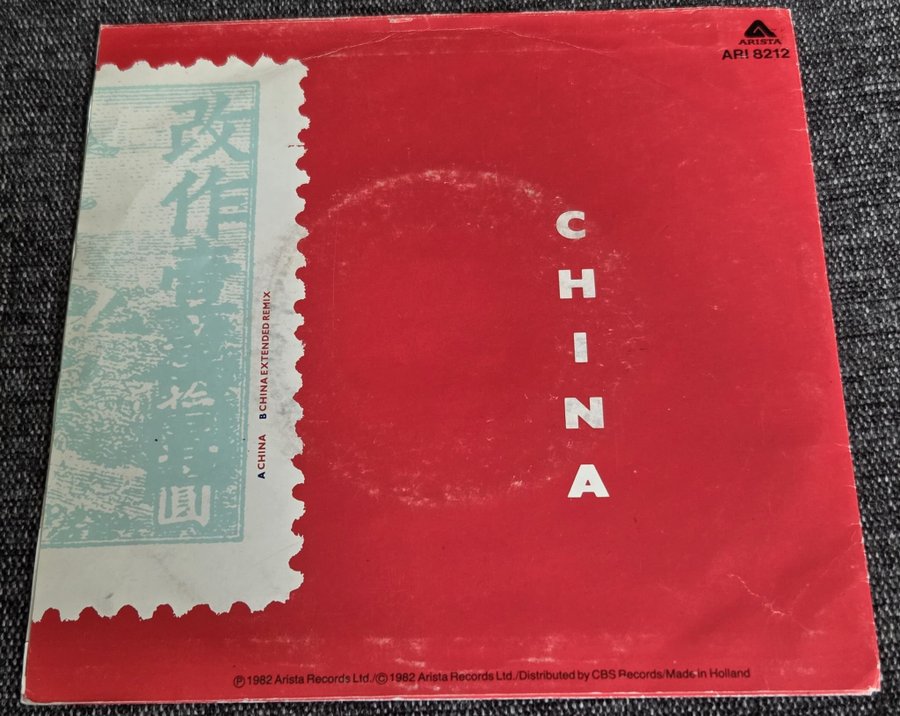 ARISTA
ARI 8212
改作
圓
A CHINA B CHINA EXTENDED REMIX
CHINA
Ⓟ 1982 Arista Records Ltd./© 1982 Arista Records Ltd./Distributed by CBS Records/Made in Holland